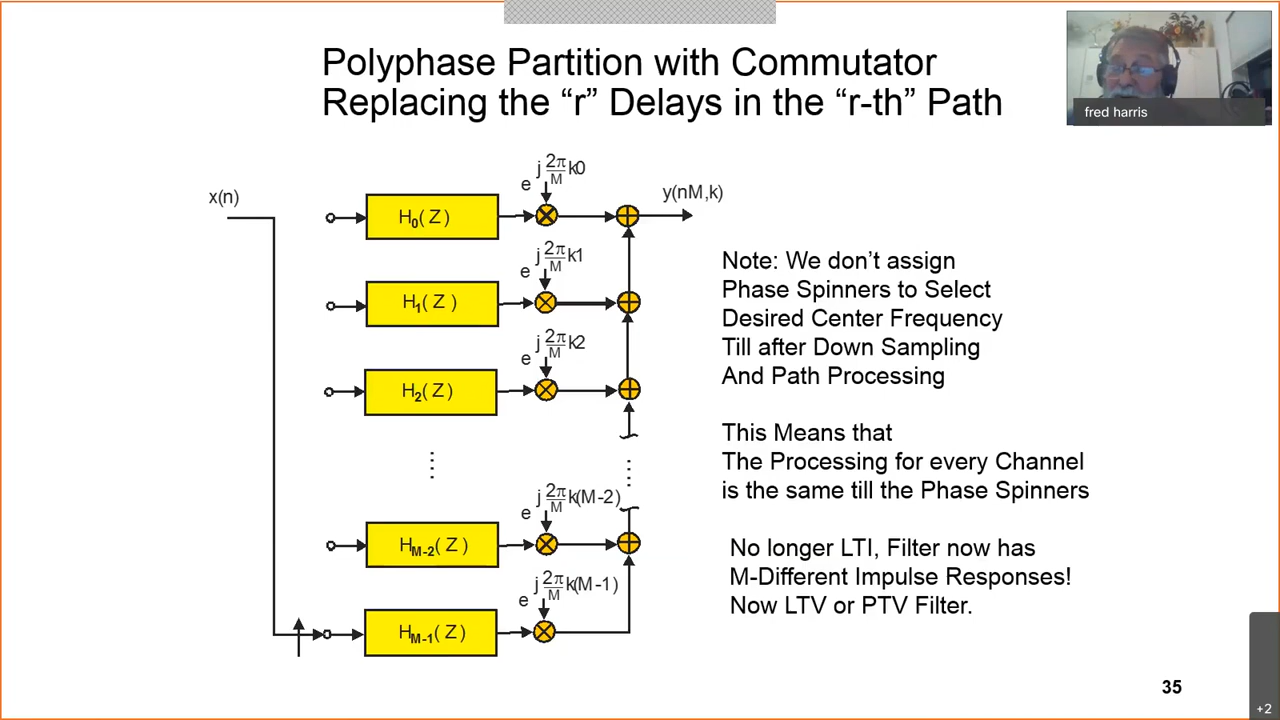 Polyphase Partition with Commutator
Replacing the “r” Delays in the “r-th” Path
fred harris
x(n)
H0( Z )
e j 2π/M k0
y(nM,k)
H1( Z )
e j 2π/M k1
H2( Z )
e j 2π/M k2
⋮
⋮
HM-2( Z )
e j 2π/M k(M-2)
HM-1( Z )
e j 2π/M k(M-1)
Note: We don’t assign
Phase Spinners to Select
Desired Center Frequency
Till after Down Sampling
And Path Processing
This Means that
The Processing for every Channel
is the same till the Phase Spinners
No longer LTI, Filter now has
M-Different Impulse Responses!
Now LTV or PTV Filter.
35
+2